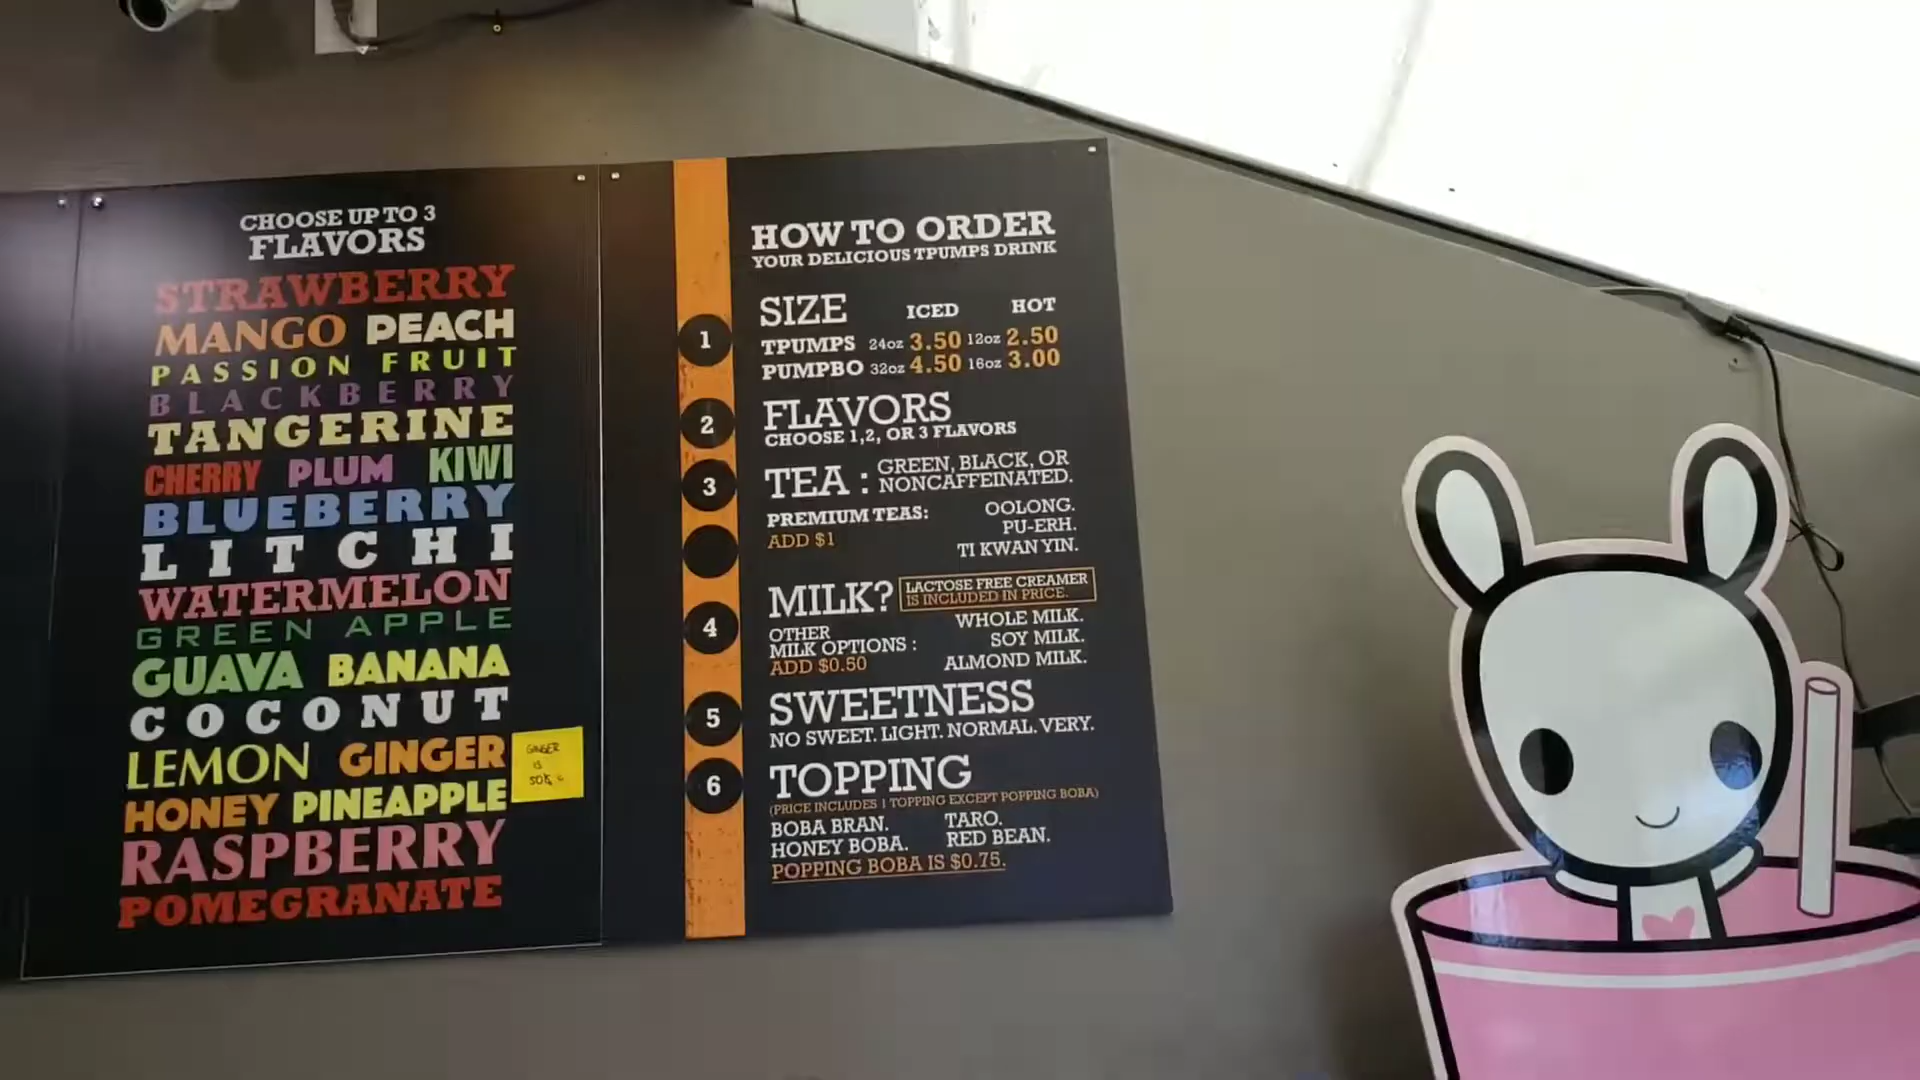 CHOOSE UP TO 3
FLAVORS
STRAWBERRY
MANGO PEACH
PASSION FRUIT
BLACKBERRY
TANGERINE
CHERRY PLUM KIWI
BLUEBERRY
LITCHI
WATERMELON
GREEN APPLE
GUAVA BANANA
COCONUT
LEMON GINGER
HONEY PINEAPPLE
RASPBERRY
POMEGRANATE
GINGER
IS
50¢
HOW TO ORDER
YOUR DELICIOUS TPUMPS DRINK
1
SIZE ICED HOT
TPUMPS 24oz 3.50 12oz 2.50
PUMPBO 32oz 4.50 16oz 3.00
2
FLAVORS
CHOOSE 1,2, OR 3 FLAVORS
3
TEA : GREEN, BLACK, OR
NONCAFFEINATED.
PREMIUM TEAS: OOLONG.
ADD $1 PU-ERH.
TI KWAN YIN.
4
MILK? LACTOSE FREE CREAMER
IS INCLUDED IN PRICE.
OTHER WHOLE MILK.
MILK OPTIONS : SOY MILK.
ADD $0.50 ALMOND MILK.
5
SWEETNESS
NO SWEET. LIGHT. NORMAL. VERY.
6
TOPPING
(PRICE INCLUDES 1 TOPPING EXCEPT POPPING BOBA)
BOBA BRAN. TARO.
HONEY BOBA. RED BEAN.
POPPING BOBA IS $0.75.